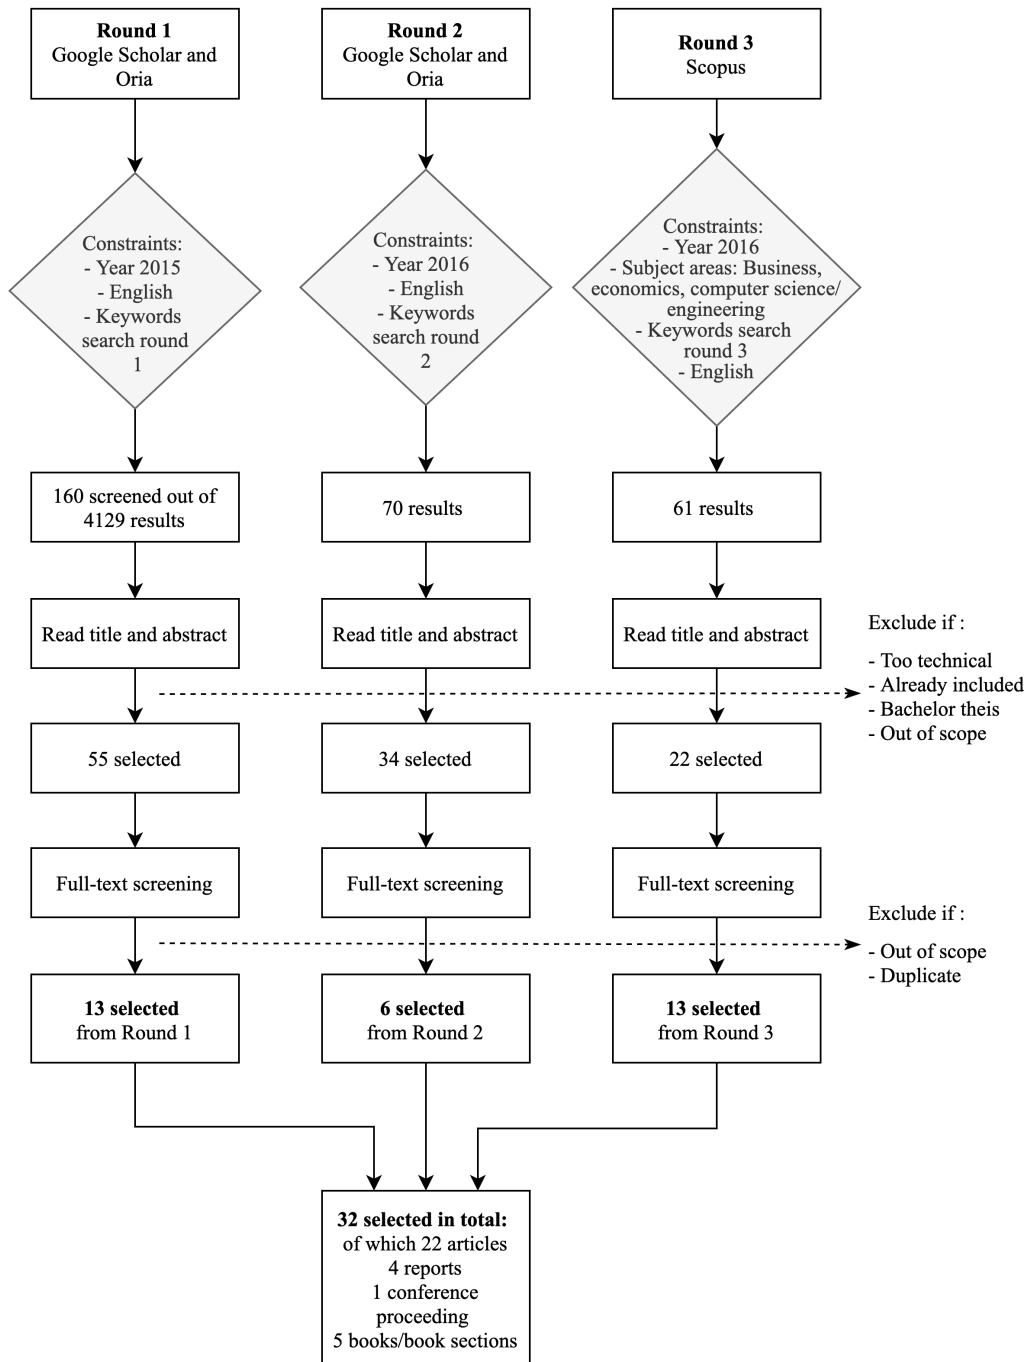 Round 1
Google Scholar and
Oria
Round 2
Google Scholar and
Oria
Round 3
Scopus
Constraints:
- Year 2015
- English
- Keywords
search round
1
Constraints:
- Year 2016
- English
- Keywords
search round
2
Constraints:
- Year 2016
- Subject areas: Business,
economics, computer science/
engineering
- Keywords search
round 3
- English
160 screened out of
4129 results
70 results
61 results
Read title and abstract
Read title and abstract
Read title and abstract
Exclude if :
- Too technical
- Already included
- Bachelor theis
- Out of scope
55 selected
34 selected
22 selected
Full-text screening
Full-text screening
Full-text screening
Exclude if :
- Out of scope
- Duplicate
13 selected
from Round 1
6 selected
from Round 2
13 selected
from Round 3
32 selected in total:
of which 22 articles
4 reports
1 conference
proceeding
5 books/book sections